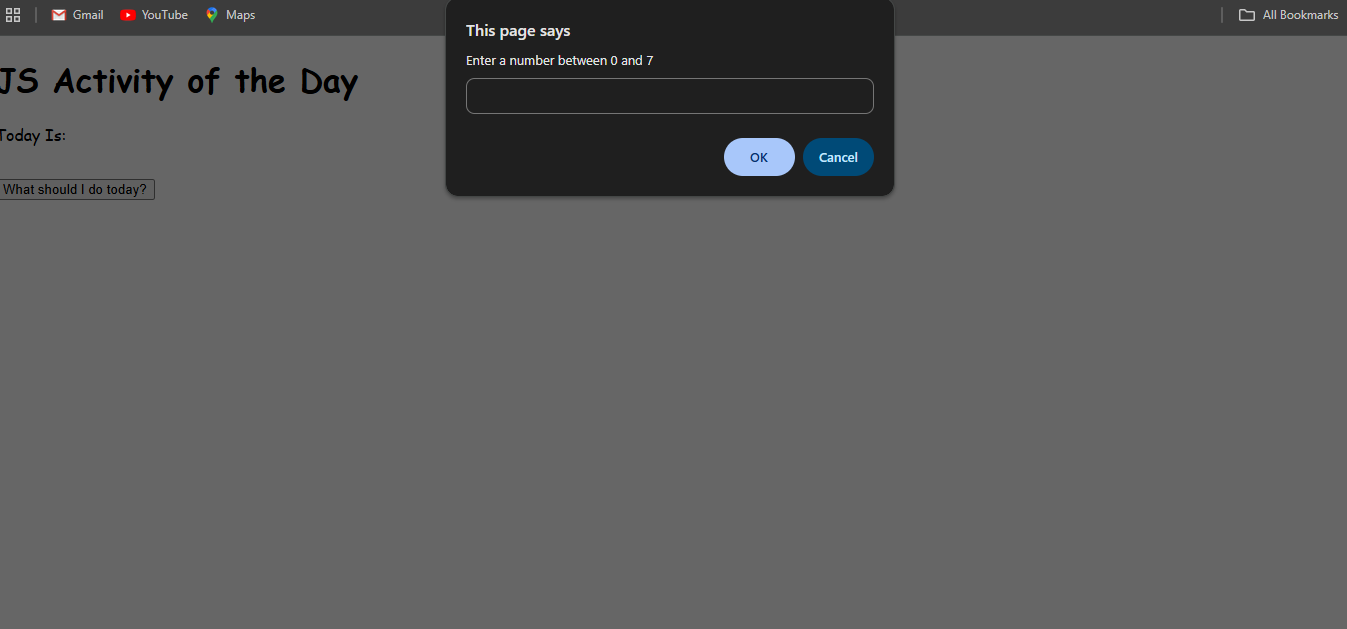 Gmail YouTube Maps All Bookmarks
This page says
Enter a number between 0 and 7
OK Cancel
JS Activity of the Day
Today Is:
What should I do today?